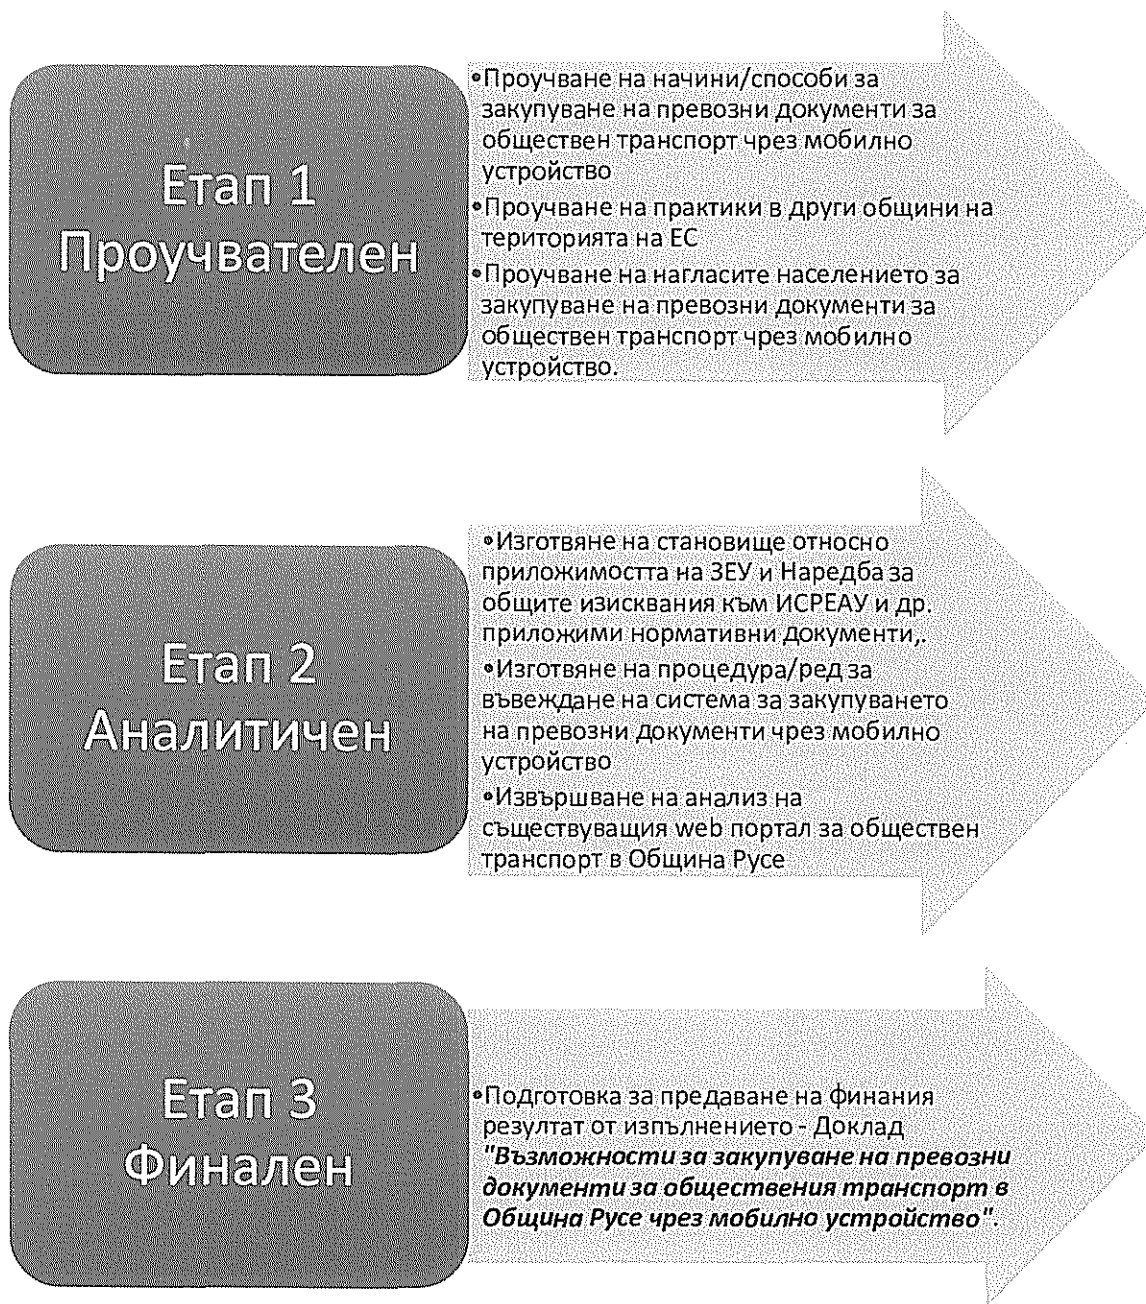 Етап 1
Проучвателен
•Проучване на начини/способи за
закупуване на превозни документи за
обществен транспорт чрез мобилно
устройство
•Проучване на практики в други общини на
територията на ЕС
•Проучване на нагласите населението за
закупуване на превозни документи за
обществен транспорт чрез мобилно
устройство.
Етап 2
Аналитичен
•Изготвяне на становище относно
приложимостта на ЗЕУ и Наредба за
общите изисквания към ИСРЕАУ и др.
приложими нормативни документи,.
•Изготвяне на процедура/ред за
въвеждане на система за закупуването
на превозни документи чрез мобилно
устройство
•Извършване на анализ на
съществуващия web портал за обществен
транспорт в Община Русе
Етап 3
Финален
•Подготовка за предаване на финания
резултат от изпълнението - Доклад
"Възможности за закупуване на превозни
документи за обществения транспорт в
Община Русе чрез мобилно устройство".